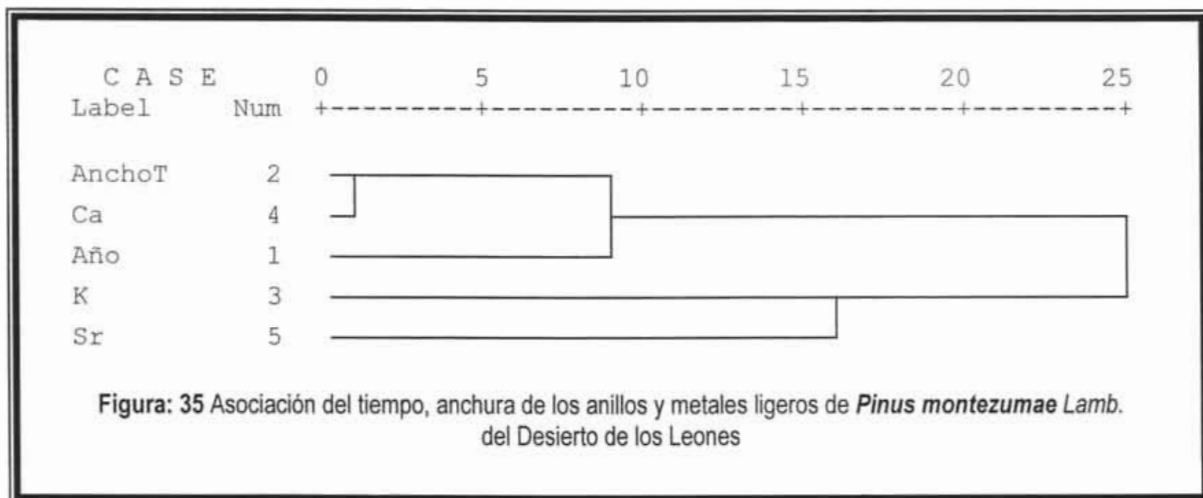 C A S E 0 5 10 15 20 25
Label Num +---------+---------+---------+---------+---------+
AnchoT 2
Ca 4
Año 1
K 3
Sr 5
Figura: 35 Asociación del tiempo, anchura de los anillos y metales ligeros de Pinus montezumae Lamb.
del Desierto de los Leones